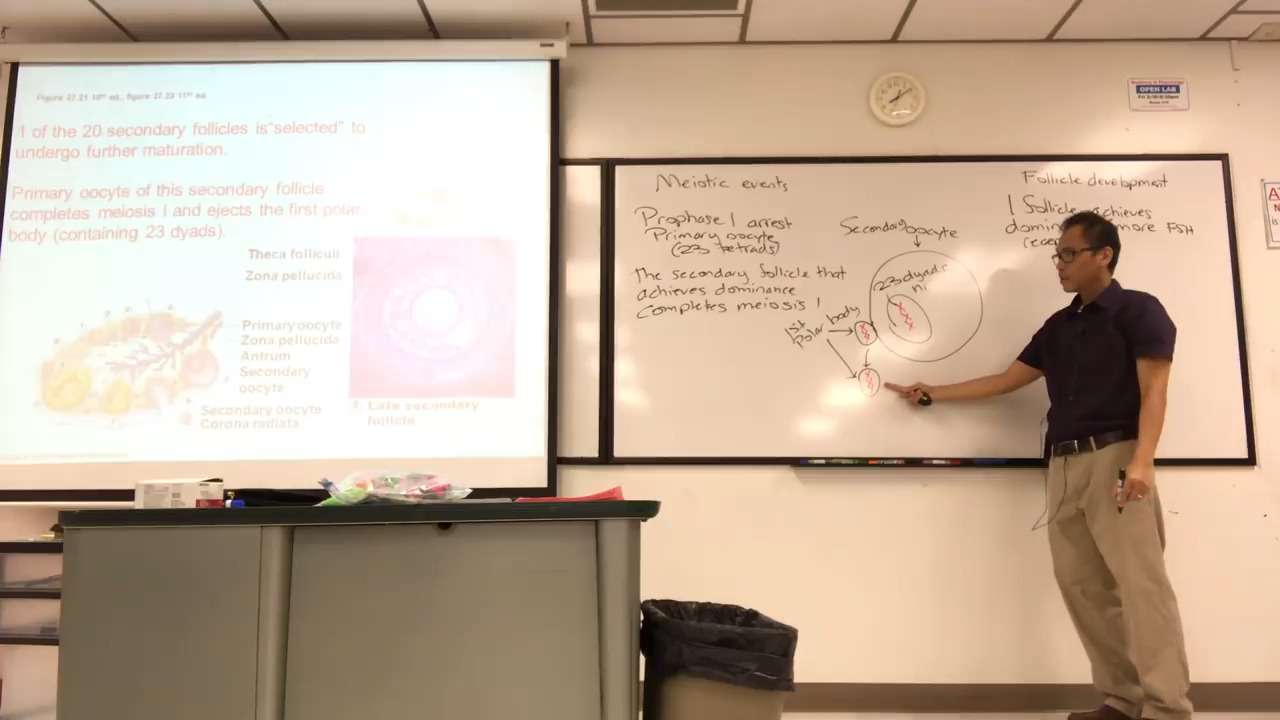 Figure 27.21 10th ed., figure 27.23 11th ed.
1 of the 20 secondary follicles is "selected" to
undergo further maturation.
Primary oocyte of this secondary follicle
completes meiosis I and ejects the first polar
body (containing 23 dyads).
Theca folliculi
Zona pellucida
Primary oocyte
Zona pellucida
Antrum
Secondary
oocyte
Secondary oocyte
Corona radiata
Late secondary
follicle
Meiotic events
Prophase I arrest
Primary oocyte
(23 tetrads)
The secondary follicle that
achieves dominance
completes meiosis I
Secondary oocyte
23 dyads
n1
1st
Polar body
Follicle development
1 follicle achieves
more FSH
OPEN LAB